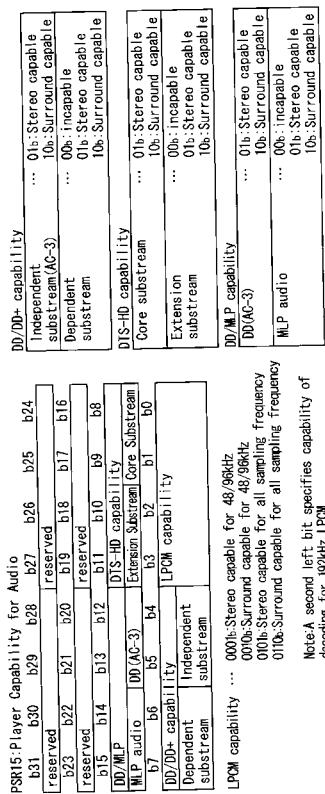 PSR15:Player Capability for Audio
b31 b30 b29 b28 b27 b26 b25 b24
reserved reserved
b23 b22 b21 b20 b19 b18 b17 b16
reserved reserved
b15 b14 b13 b12 b11 b10 b9 b8
DD/MLP DTS-HD capability
MLP audio DD(AC-3) Extension Substream Core Substream
b7 b6 b5 b4 b3 b2 b1 b0
DD/DD+ capability LPCM capability
Dependent substream
Independent substream
LPCM capability ... 0001b:Stereo capable for 48/96kHz
0010b:Surround capable for 48/96kHz
0101b:Stereo capable for all sampling frequency
0110b:Surround capable for all sampling frequency
Note:A second left bit specifies capability of
decoding for 192kHz LPCM
DD/DD+ capability
Independent ... 01b:Stereo capable
substream(AC-3) 10b:Surround capable
Dependent ... 00b:incapable
substream 01b:Stereo capable
10b:Surround capable
DTS-HD capability
Core substream ... 01b:Stereo capable
10b:Surround capable
Extension ... 00b:incapable
substream 01b:Stereo capable
10b:Surround capable
DD/MLP capability
DD(AC-3) ... 01b:Stereo capable
10b:Surround capable
MLP audio ... 00b:incapable
01b:Stereo capable
10b:Surround capable